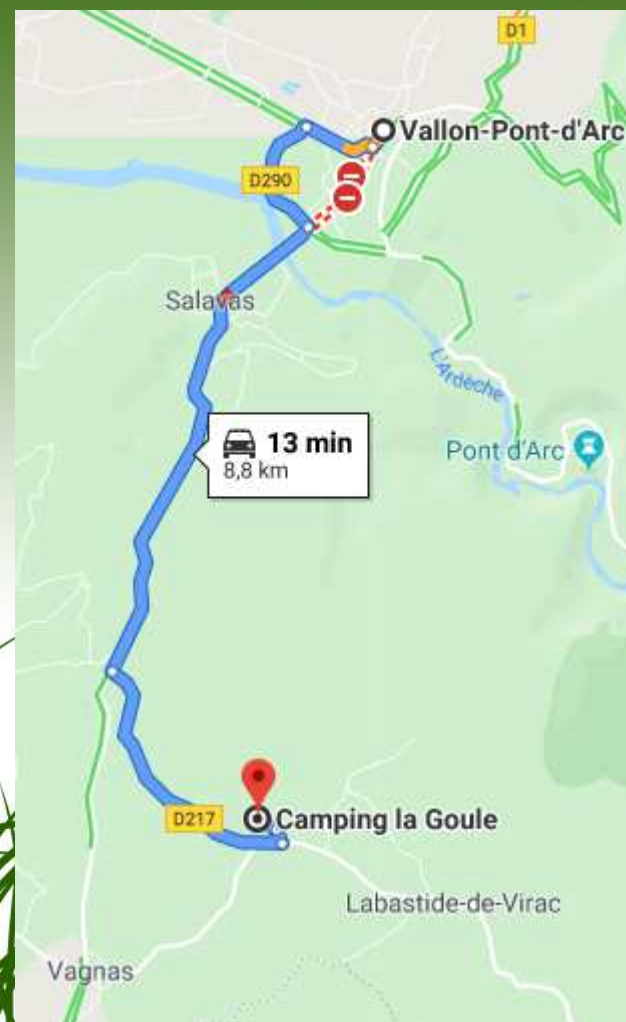 D1
Vallon-Pont-d'Arc
D290
Salavas
L'Ardèche
13 min
8,8 km
Pont d'Arc
D217
Camping la Goule
Labastide-de-Virac
Vagnas